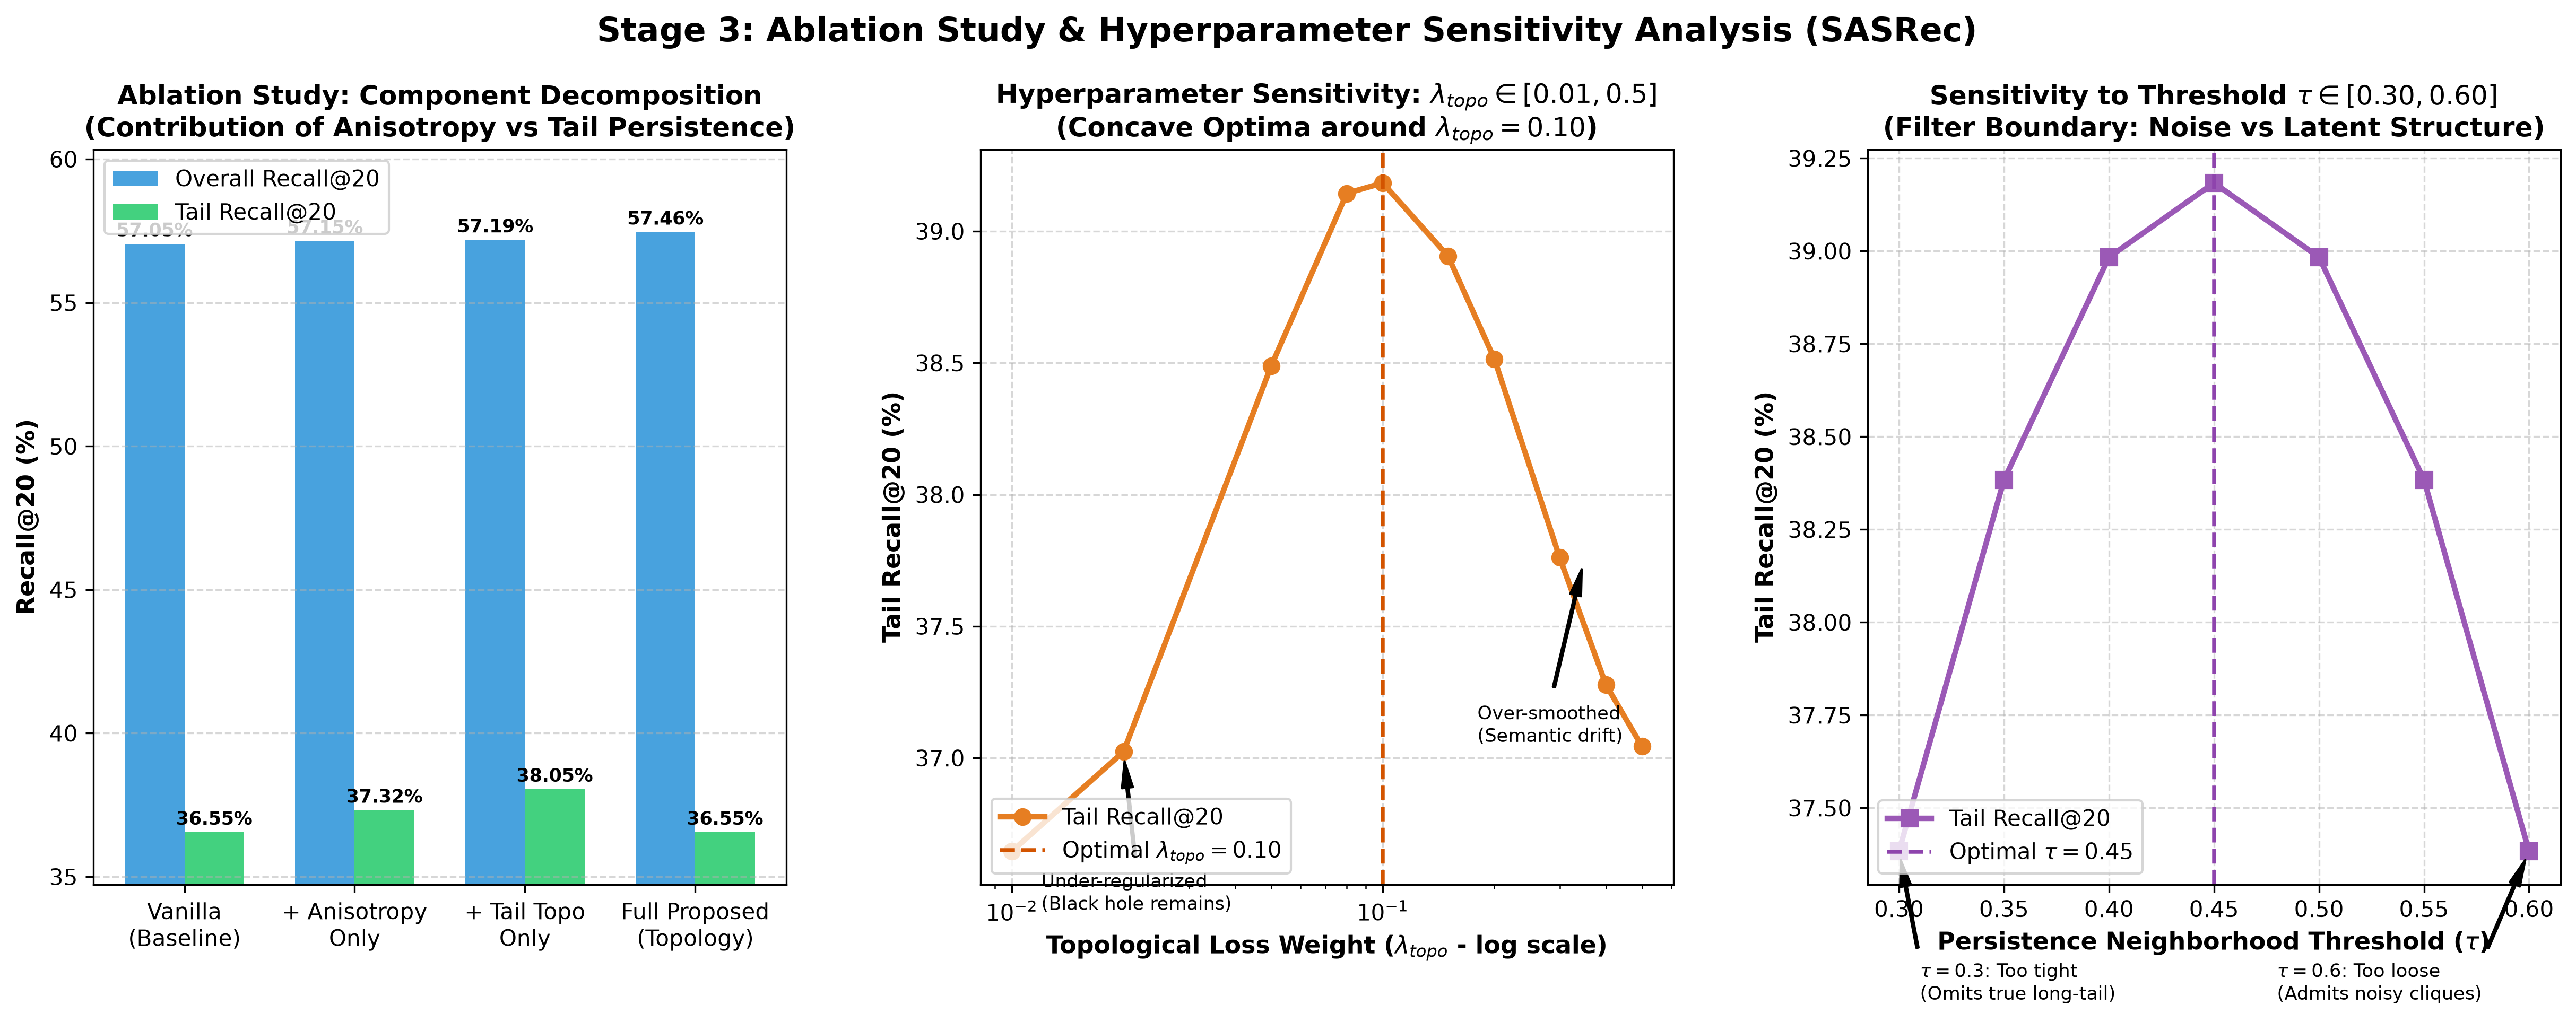 Stage 3: Ablation Study & Hyperparameter Sensitivity Analysis (SASRec)
Ablation Study: Component Decomposition
(Contribution of Anisotropy vs Tail Persistence)
Recall@20 (%)
60
55
50
45
40
35
Overall Recall@20
Tail Recall@20
57.05%
57.15%
57.19%
57.46%
36.55%
37.32%
38.05%
36.55%
Vanilla
(Baseline)
+ Anisotropy
Only
+ Tail Topo
Only
Full Proposed
(Topology)
Hyperparameter Sensitivity: λ_topo ∈ [0.01, 0.5]
(Concave Optima around λ_topo = 0.10)
Tail Recall@20 (%)
39.0
38.5
38.0
37.5
37.0
Over-smoothed
(Semantic drift)
Tail Recall@20
Optimal λ_topo = 0.10
Under-regularized
(Black hole remains)
10⁻²
10⁻¹
Topological Loss Weight (λ_topo - log scale)
Sensitivity to Threshold τ ∈ [0.30, 0.60]
(Filter Boundary: Noise vs Latent Structure)
Tail Recall@20 (%)
39.25
39.00
38.75
38.50
38.25
38.00
37.75
37.50
Tail Recall@20
Optimal τ = 0.45
0.30
0.35
0.40
0.45
0.50
0.55
0.60
Persistence Neighborhood Threshold (τ)
τ = 0.3: Too tight
(Omits true long-tail)
τ = 0.6: Too loose
(Admits noisy cliques)